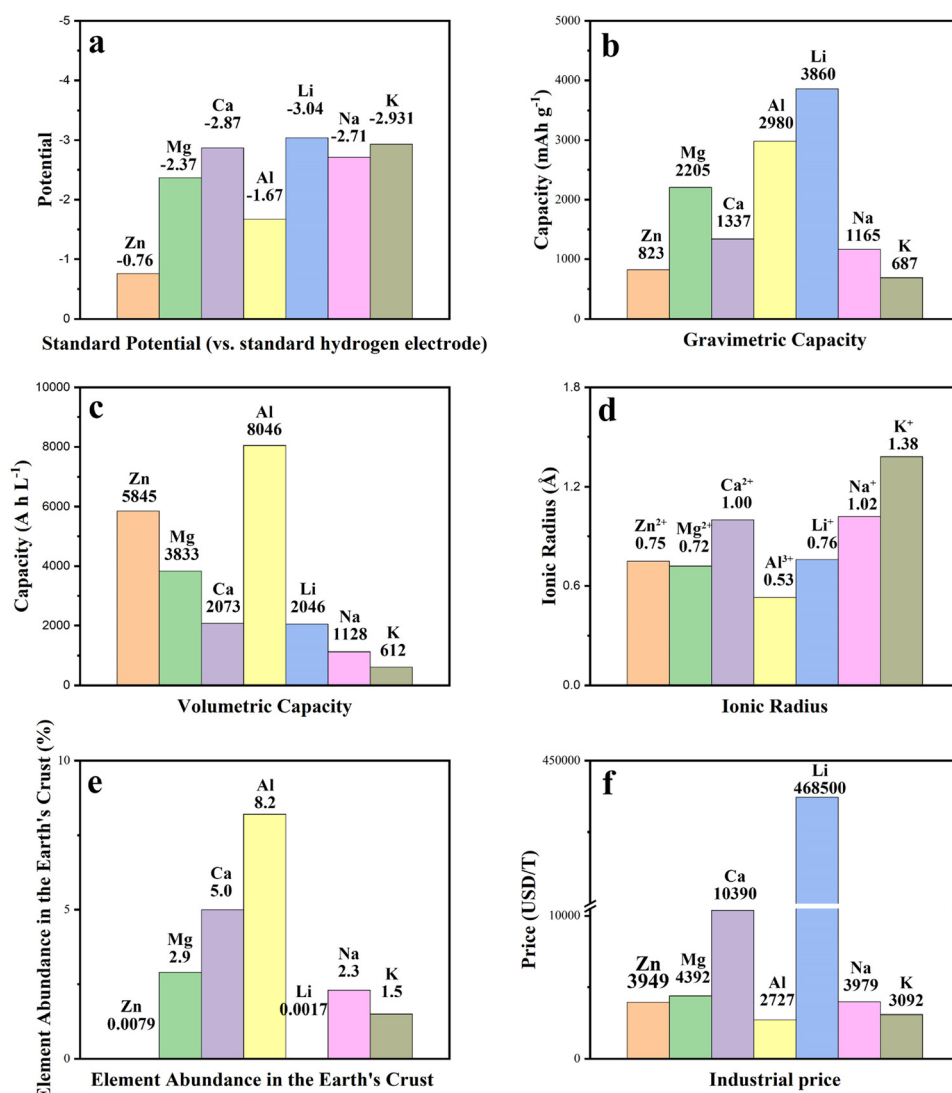 a
-5
-4
-3
-2
-1
0
Potential
Zn
-0.76
Mg
-2.37
Ca
-2.87
Al
-1.67
Li
-3.04
Na
-2.71
K
-2.931
Standard Potential (vs. standard hydrogen electrode)
b
5000
4000
3000
2000
1000
0
Capacity (mAh g⁻¹)
Zn
823
Mg
2205
Ca
1337
Al
2980
Li
3860
Na
1165
K
687
Gravimetric Capacity
c
10000
8000
6000
4000
2000
0
Capacity (A h L⁻¹)
Zn
5845
Mg
3833
Ca
2073
Al
8046
Li
2046
Na
1128
K
612
Volumetric Capacity
d
1.8
1.2
0.6
0.0
Ionic Radius (Å)
Zn²⁺
0.75
Mg²⁺
0.72
Ca²⁺
1.00
Al³⁺
0.53
Li⁺
0.76
Na⁺
1.02
K⁺
1.38
Ionic Radius
e
10
5
0
Element Abundance in the Earth's Crust (%)
Zn
0.0079
Mg
2.9
Ca
5.0
Al
8.2
Li
0.0017
Na
2.3
K
1.5
Element Abundance in the Earth's Crust
f
450000
10000
0
Price (USD/T)
Zn
3949
Mg
4392
Ca
10390
Al
2727
Li
468500
Na
3979
K
3092
Industrial price